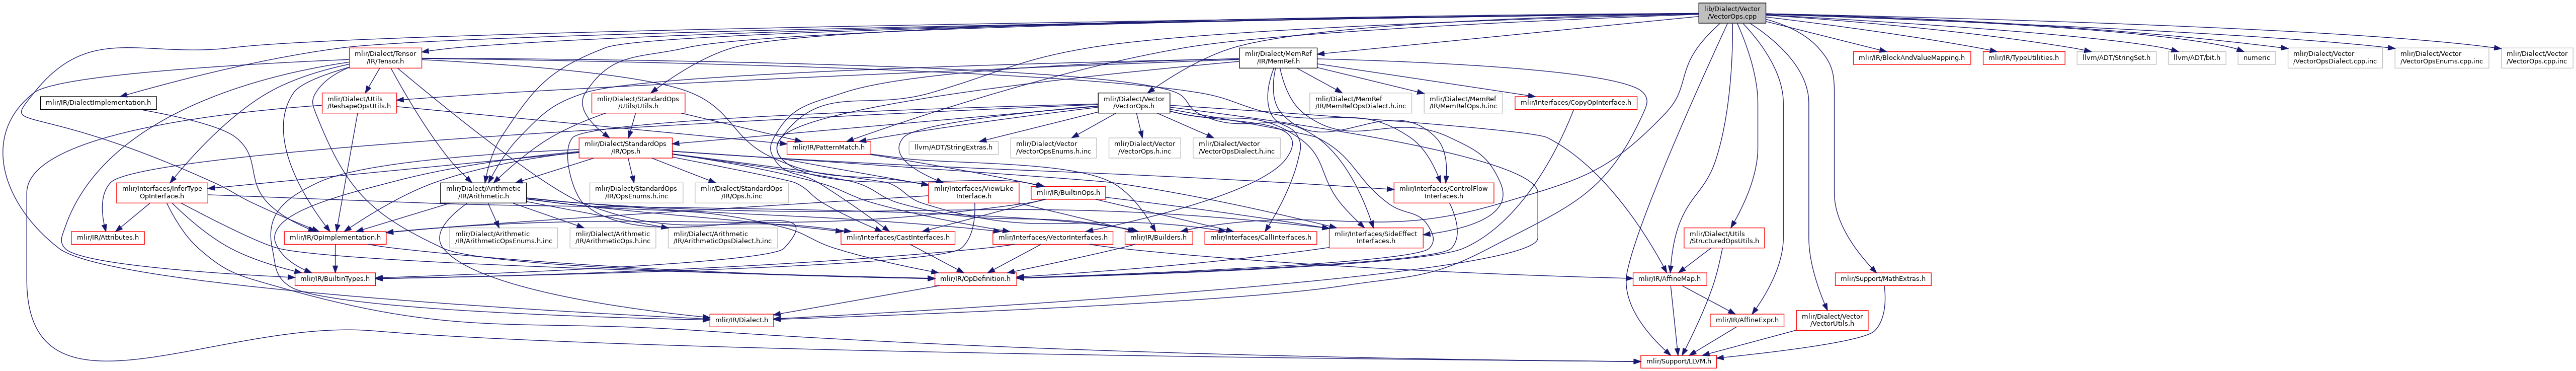 lib/Dialect/Vector
/VectorOps.cpp
mlir/Dialect/Tensor
/IR/Tensor.h
mlir/Dialect/MemRef
/IR/MemRef.h
mlir/IR/BlockAndValueMapping.h
mlir/IR/TypeUtilities.h
llvm/ADT/StringSet.h
llvm/ADT/bit.h
numeric
mlir/Dialect/Vector
/VectorOpsDialect.cpp.inc
mlir/Dialect/Vector
/VectorOpsEnums.cpp.inc
mlir/Dialect/Vector
/VectorOps.cpp.inc
mlir/IR/DialectImplementation.h
mlir/Dialect/Utils
/ReshapeOpsUtils.h
mlir/Dialect/StandardOps
/Utils/Utils.h
mlir/Dialect/Vector
/VectorOps.h
mlir/Dialect/MemRef
/IR/MemRefOpsDialect.h.inc
mlir/Dialect/MemRef
/IR/MemRefOps.h.inc
mlir/Interfaces/CopyOpInterface.h
mlir/Dialect/StandardOps
/IR/Ops.h
mlir/IR/PatternMatch.h
llvm/ADT/StringExtras.h
mlir/Dialect/Vector
/VectorOpsEnums.h.inc
mlir/Dialect/Vector
/VectorOps.h.inc
mlir/Dialect/Vector
/VectorOpsDialect.h.inc
mlir/Interfaces/InferType
OpInterface.h
mlir/Dialect/Arithmetic
/IR/Arithmetic.h
mlir/Dialect/StandardOps
/IR/OpsEnums.h.inc
mlir/Dialect/StandardOps
/IR/Ops.h.inc
mlir/Interfaces/ViewLike
Interface.h
mlir/IR/BuiltinOps.h
mlir/Interfaces/ControlFlow
Interfaces.h
mlir/IR/Attributes.h
mlir/IR/OpImplementation.h
mlir/Dialect/Arithmetic
/IR/ArithmeticOpsEnums.h.inc
mlir/Dialect/Arithmetic
/IR/ArithmeticOps.h.inc
mlir/Dialect/Arithmetic
/IR/ArithmeticOpsDialect.h.inc
mlir/Interfaces/CastInterfaces.h
mlir/Interfaces/VectorInterfaces.h
mlir/IR/Builders.h
mlir/Interfaces/CallInterfaces.h
mlir/Interfaces/SideEffect
Interfaces.h
mlir/Dialect/Utils
/StructuredOpsUtils.h
mlir/IR/BuiltinTypes.h
mlir/IR/OpDefinition.h
mlir/IR/AffineMap.h
mlir/Support/MathExtras.h
mlir/IR/Dialect.h
mlir/IR/AffineExpr.h
mlir/Dialect/Vector
/VectorUtils.h
mlir/Support/LLVM.h